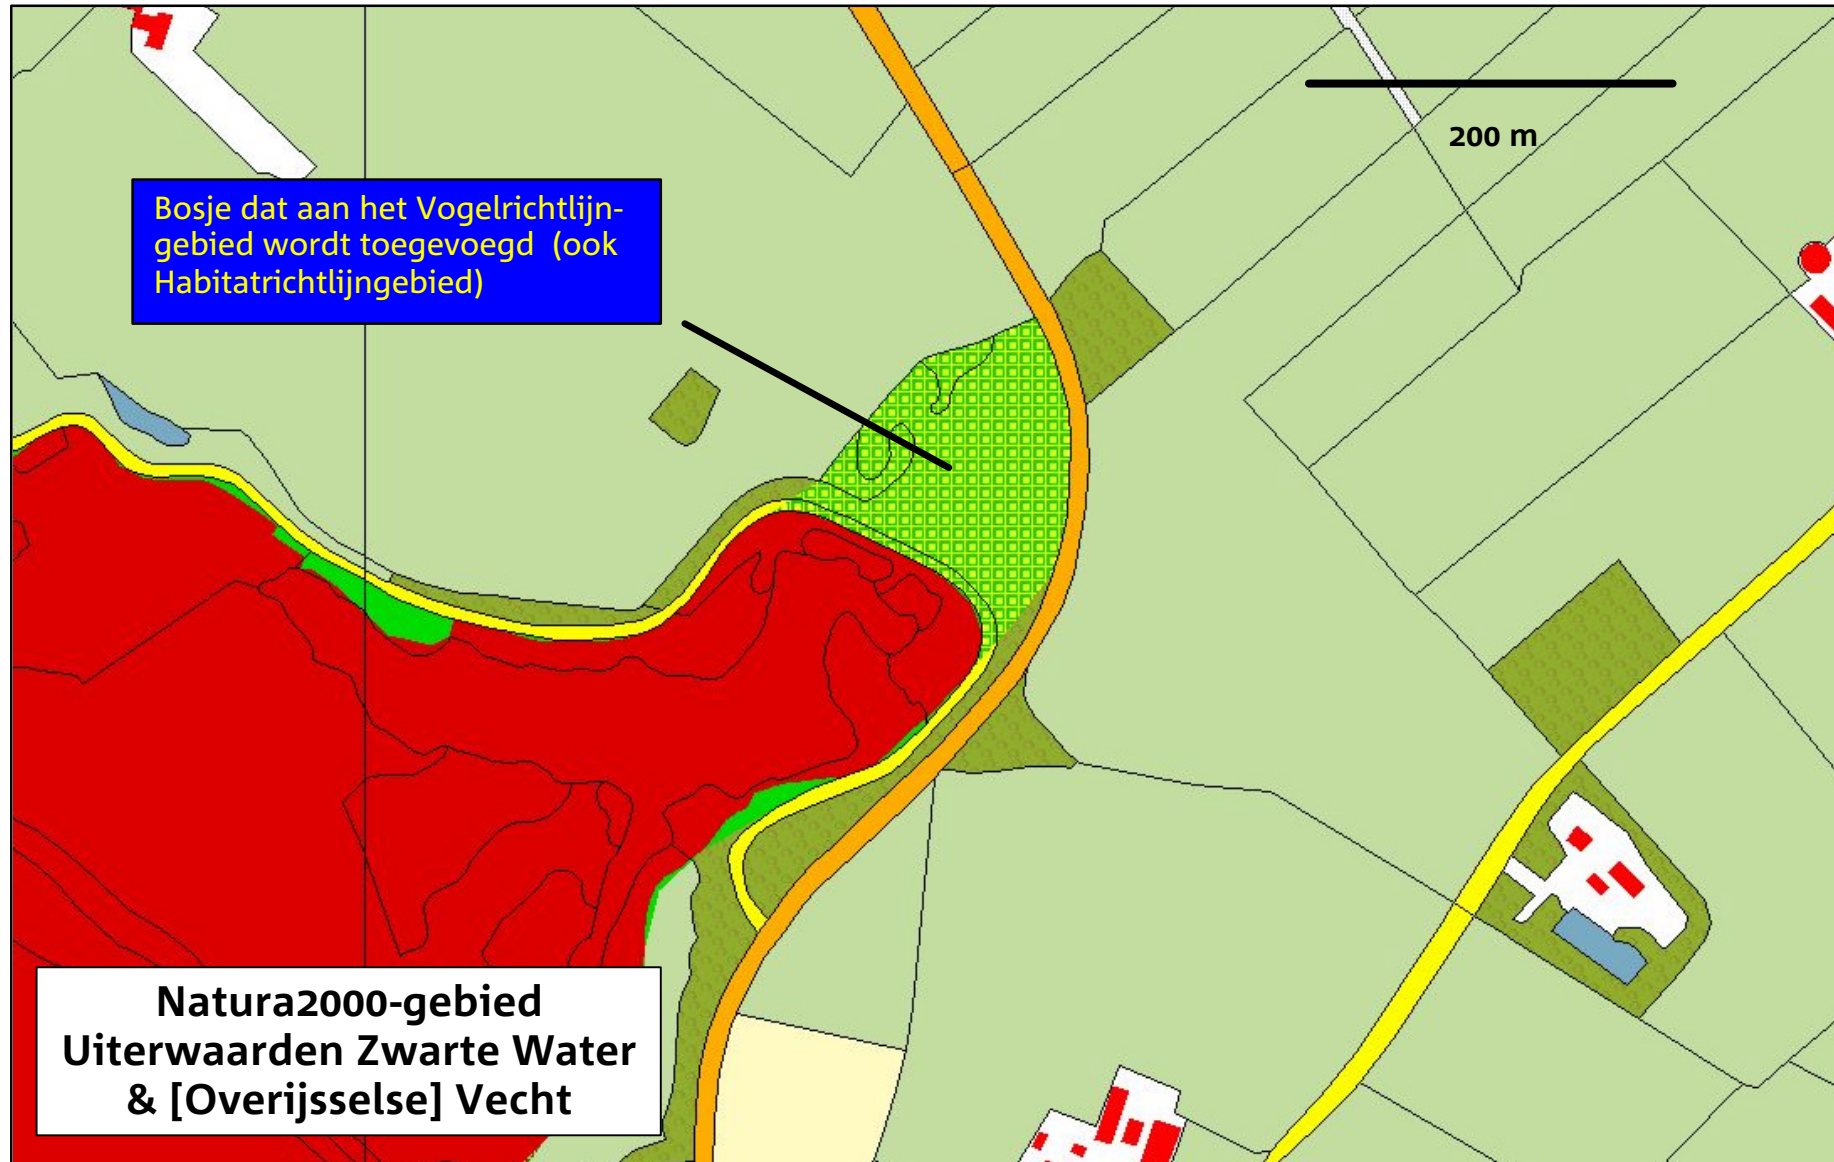 200 m
Bosje dat aan het Vogelrichtlijn-
gebied wordt toegevoegd (ook
Habitatrichtlijngebied)
Natura2000-gebied
Uiterwaarden Zwarte Water
& [Overijsselse] Vecht